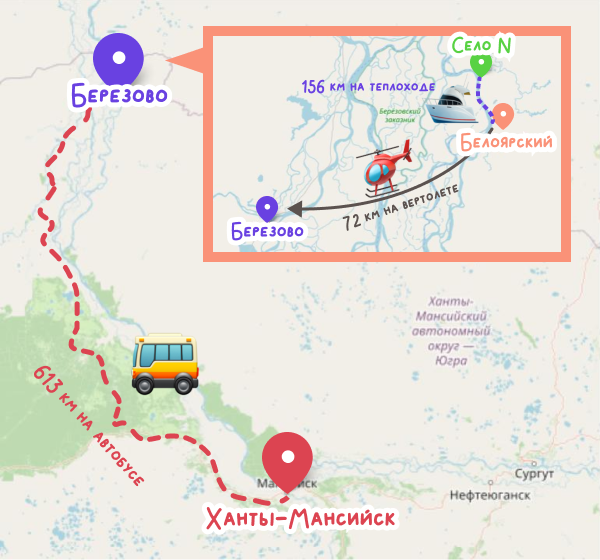 Село N
156 км на теплоходе
Березовский
заказник
Белоярский
72 км на вертолете
Березово
Березово
Ханты-
Мансийский
автономный
округ —
Югра
613 км на автобусе
Сургут
Нефтеюганск
Ханты-Мансийск